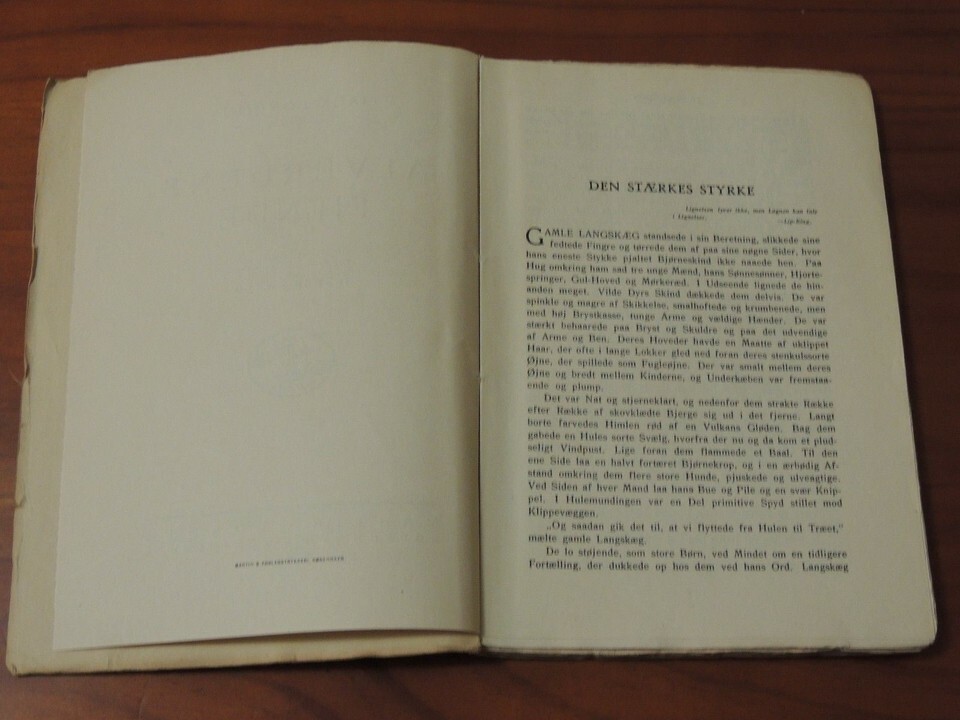 DEN STÆRKES STYRKE
Lignelsen lyver ikke, men Løgnen kan lyde
i Lignelser. —Lip-King.
GAMLE LANGSKÆG standsede i sin Beretning, slikkede sine
fedtede Fingre og tørrede dem af paa sine nøgne Sider, hvor
hans eneste Stykke pjaltet Bjørneskind ikke naaede hen. Paa
Hug omkring ham sad tre unge Mænd, hans Sønnesønner, Hjorte-
springer, Gul-Hoved og Mørkeræd. I Udseende lignede de hin-
anden meget. Vilde Dyrs Skind dækkede dem delvis. De var
spinkle og magre af Skikkelse, smalhoftede og krumbenede, men
med høj Brystkasse, tunge Arme og vældige Hænder. De var
stærkt behaarede paa Bryst og Skuldre og paa det udvendige
af Arme og Ben. Deres Hoveder havde en Maatte af uklippet
Haar, der ofte i lange Lokker gled ned foran deres stenkulssorte
Øjne, der spillede som Fugleøjne. Der var smalt mellem deres
Øjne og bredt mellem Kinderne, og Underkæben var fremstaa-
ende og plump.
Det var Nat og stjerneklart, og nedenfor dem strakte Række
efter Række af skovklædte Bjerge sig ud i det fjerne. Langt
borte farvedes Himlen rød af en Vulkans Gløden. Bag dem
gabede en Hules sorte Svælg, hvorfra der nu og da kom et plud-
seligt Vindpust. Lige foran dem flammede et Baal. Til den
ene Side laa en halvt fortæret Bjørnekrop, og i en ærbødig Af-
stand omkring dem flere store Hunde, pjuskede og ulveagtige.
Ved Siden af hver Mand laa hans Bue og Pile og en svær Knip-
pel. I Hulemundingen var en Del primitive Spyd stillet mod
Klippevæggen.
„Og saadan gik det til, at vi flyttede fra Hulen til Træet,"
mælte gamle Langskæg.
De lo støjende, som store Børn, ved Mindet om en tidligere
Fortælling, der dukkede op hos dem ved hans Ord. Langskæg